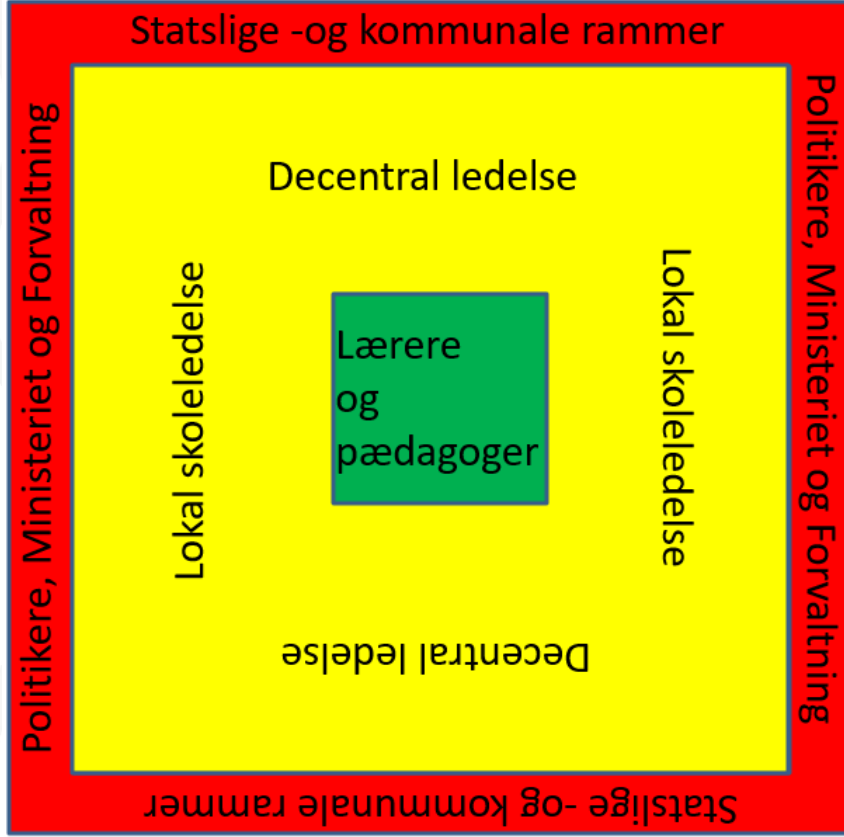 Statslige -og kommunale rammer
Politikere, Ministeriet og Forvaltning
Politikere, Ministeriet og Forvaltning
Decentral ledelse
Lokal skoleledelse
Lokal skoleledelse
Lærere
og
pædagoger
Decentral ledelse
Statslige -og kommunale rammer